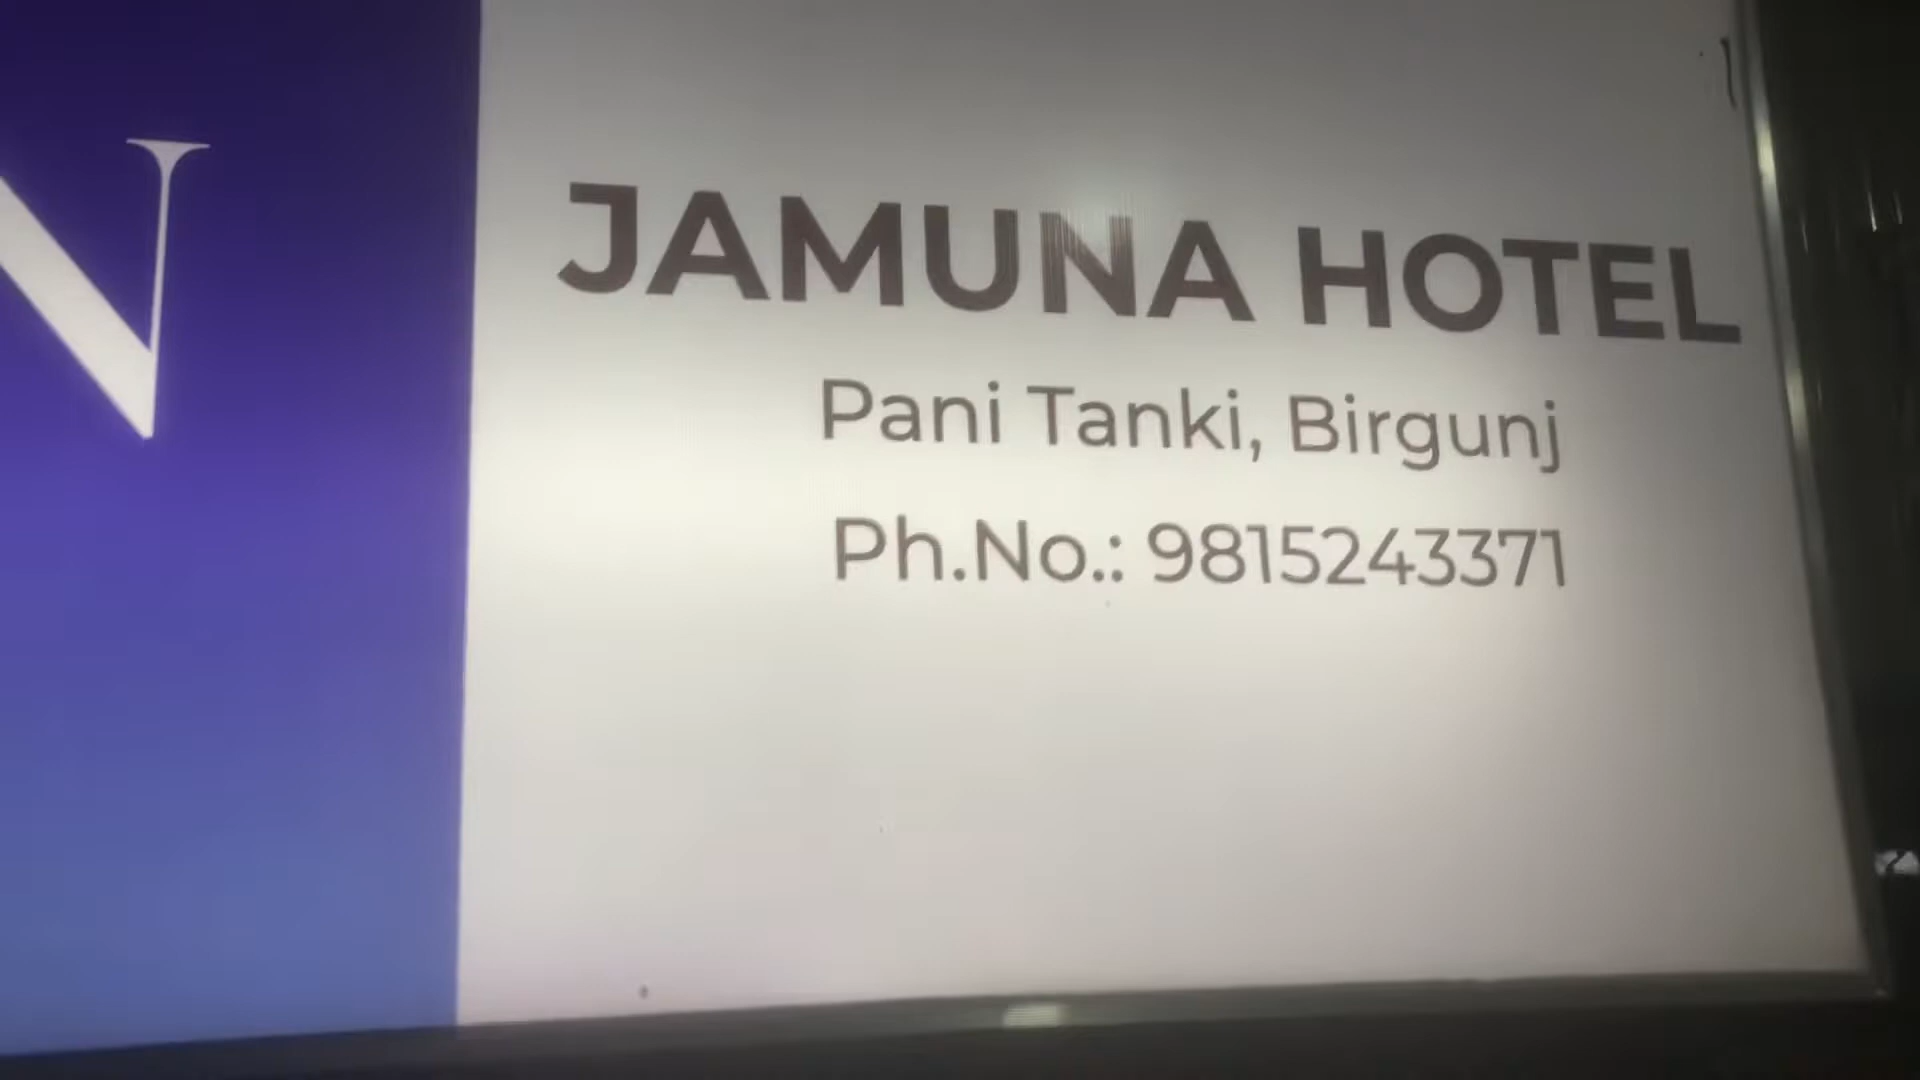 N
JAMUNA HOTEL
Pani Tanki, Birgunj
Ph.No.: 9815243371